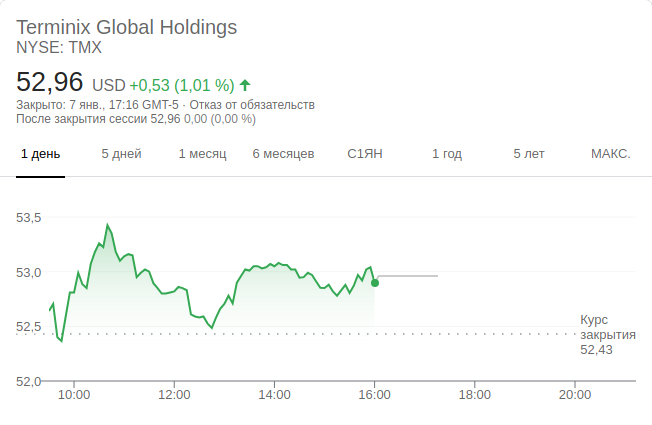 Terminix Global Holdings
NYSE: TMX
52,96 USD +0,53 (1,01 %)
Закрыто: 7 янв., 17:16 GMT-5 · Отказ от обязательств
После закрытия сессии 52,96 0,00 (0,00 %)
1 день 5 дней 1 месяц 6 месяцев С1ЯН 1 год 5 лет МАКС.
53,5
53,0
52,5
Курс
закрытия
52,43
52,0
10:00 12:00 14:00 16:00 18:00 20:00